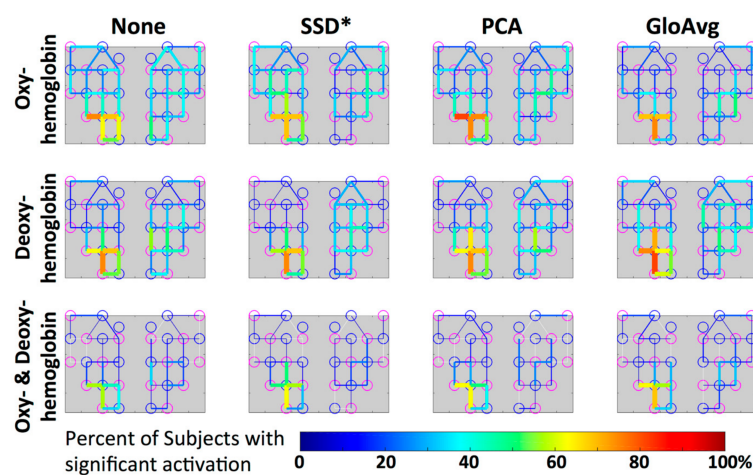 None SSD* PCA GloAvg
Oxy-
hemoglobin
Deoxy-
hemoglobin
Oxy- & Deoxy-
hemoglobin
Percent of Subjects with
significant activation
0 20 40 60 80 100%